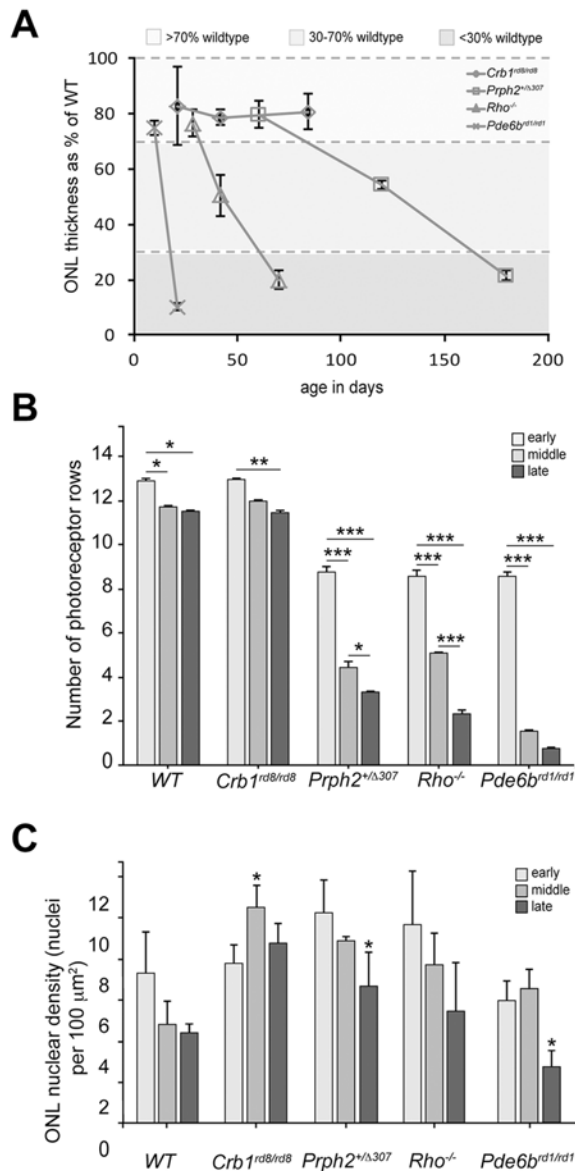 A
>70% wildtype 30-70% wildtype <30% wildtype
Crb1rd8/rd8
Prph2+/Δ307
Rho-/-
Pde6brd1/rd1
ONL thickness as % of WT
100
80
60
40
20
0
0 50 100 150 200
age in days
B
early
middle
late
Number of photoreceptor rows
14
12
10
8
6
4
2
0
* *
**
*** *** *
*** *** ***
*** ***
WT Crb1rd8/rd8 Prph2+/Δ307 Rho-/- Pde6brd1/rd1
C
early
middle
late
ONL nuclear density (nuclei
per 100 µm2)
12
10
8
6
4
2
0
* * *
WT Crb1rd8/rd8 Prph2+/Δ307 Rho-/- Pde6brd1/rd1